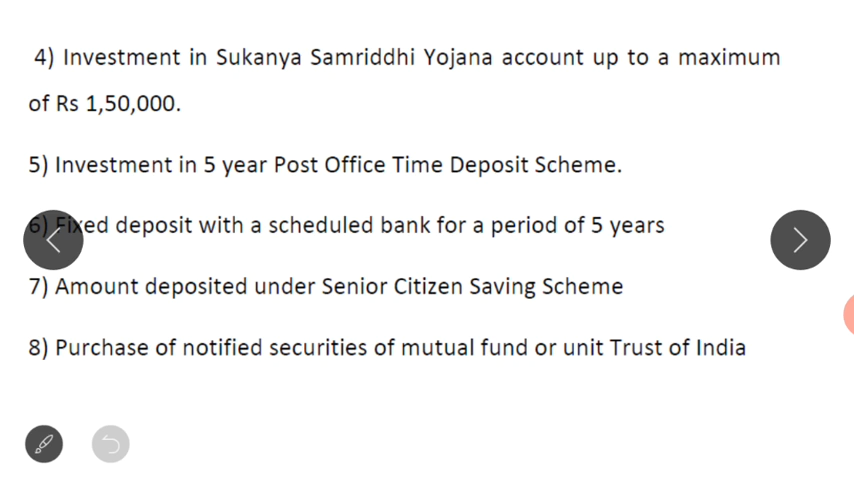 4) Investment in Sukanya Samriddhi Yojana account up to a maximum
of Rs 1,50,000.
5) Investment in 5 year Post Office Time Deposit Scheme.
6) Fixed deposit with a scheduled bank for a period of 5 years
7) Amount deposited under Senior Citizen Saving Scheme
8) Purchase of notified securities of mutual fund or unit Trust of India